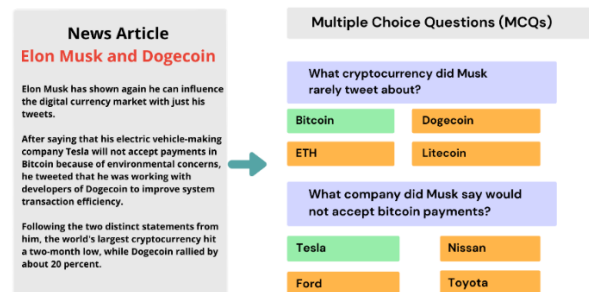 News Article
Elon Musk and Dogecoin
Elon Musk has shown again he can influence
the digital currency market with just his
tweets.
After saying that his electric vehicle-making
company Tesla will not accept payments in
Bitcoin because of environmental concerns,
he tweeted that he was working with
developers of Dogecoin to improve system
transaction efficiency.
Following the two distinct statements from
him, the world's largest cryptocurrency hit
a two-month low, while Dogecoin rallied by
about 20 percent.
Multiple Choice Questions (MCQs)
What cryptocurrency did Musk
rarely tweet about?
Bitcoin
Dogecoin
ETH
Litecoin
What company did Musk say would
not accept bitcoin payments?
Tesla
Nissan
Ford
Toyota